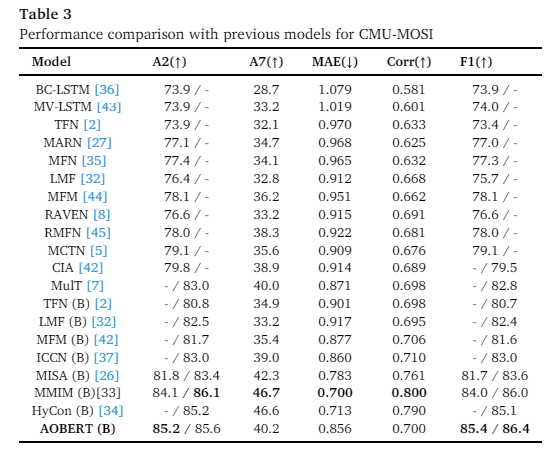 Table 3
Performance comparison with previous models for CMU-MOSI
Model A2(↑) A7(↑) MAE(↓) Corr(↑) F1(↑)
BC-LSTM [36] 73.9 / - 28.7 1.079 0.581 73.9 / -
MV-LSTM [43] 73.9 / - 33.2 1.019 0.601 74.0 / -
TFN [2] 73.9 / - 32.1 0.970 0.633 73.4 / -
MARN [27] 77.1 / - 34.7 0.968 0.625 77.0 / -
MFN [35] 77.4 / - 34.1 0.965 0.632 77.3 / -
LMF [32] 76.4 / - 32.8 0.912 0.668 75.7 / -
MFM [44] 78.1 / - 36.2 0.951 0.662 78.1 / -
RAVEN [8] 76.6 / - 33.2 0.915 0.691 76.6 / -
RMFN [45] 78.0 / - 38.3 0.922 0.681 78.0 / -
MCTN [5] 79.1 / - 35.6 0.909 0.676 79.1 / -
CIA [42] 79.8 / - 38.9 0.914 0.689 - / 79.5
MulT [7] - / 83.0 40.0 0.871 0.698 - / 82.8
TFN (B) [2] - / 80.8 34.9 0.901 0.698 - / 80.7
LMF (B) [32] - / 82.5 33.2 0.917 0.695 - / 82.4
MFM (B) [42] - / 81.7 35.4 0.877 0.706 - / 81.6
ICCN (B) [37] - / 83.0 39.0 0.860 0.710 - / 83.0
MISA (B) [26] 81.8 / 83.4 42.3 0.783 0.761 81.7 / 83.6
MMIM (B)[33] 84.1 / 86.1 46.7 0.700 0.800 84.0 / 86.0
HyCon (B) [34] - / 85.2 46.6 0.713 0.790 - / 85.1
AOBERT (B) 85.2 / 85.6 40.2 0.856 0.700 85.4 / 86.4